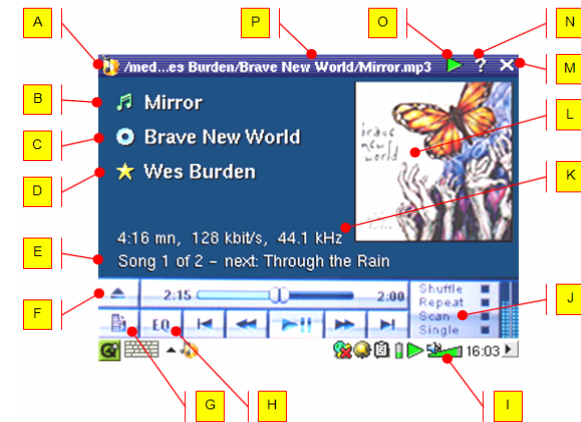 A
P
O
N
/med...es Burden/Brave New World/Mirror.mp3
?
M
B
Mirror
brave new world
L
C
Brave New World
D
Wes Burden
K
4:16 mn, 128 kbit/s, 44.1 kHz
E
Song 1 of 2 - next: Through the Rain
F
2:15
2:00
Shuffle
Repeat
Scan
Single
J
EQ
16:03
G
H
I